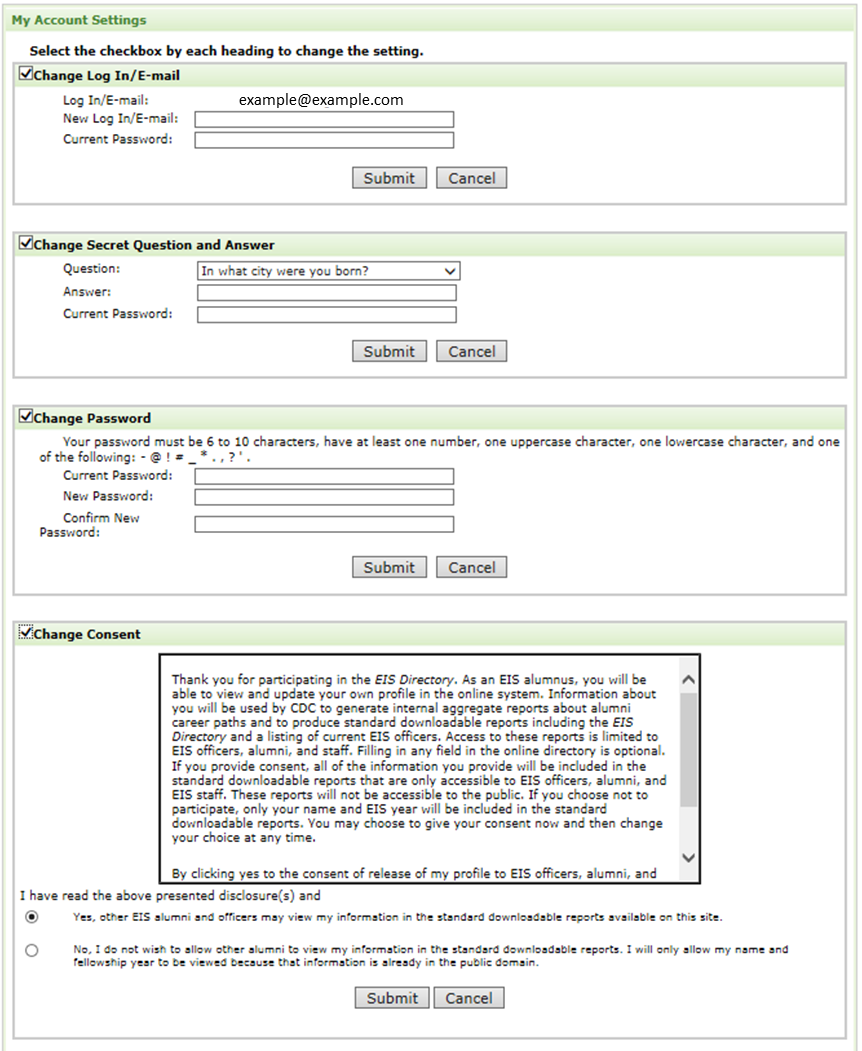 My Account Settings
Select the checkbox by each heading to change the setting.
Change Log In/E-mail
Log In/E-mail: example@example.com
New Log In/E-mail:
Current Password:
Submit Cancel
Change Secret Question and Answer
Question: In what city were you born?
Answer:
Current Password:
Submit Cancel
Change Password
Your password must be 6 to 10 characters, have at least one number, one uppercase character, one lowercase character, and one
of the following: - @ ! # _ * . , ? ' .
Current Password:
New Password:
Confirm New
Password:
Submit Cancel
Change Consent
Thank you for participating in the EIS Directory. As an EIS alumnus, you will be
able to view and update your own profile in the online system. Information about
you will be used by CDC to generate internal aggregate reports about alumni
career paths and to produce standard downloadable reports including the EIS
Directory and a listing of current EIS officers. Access to these reports is limited to
EIS officers, alumni, and staff. Filling in any field in the online directory is optional.
If you provide consent, all of the information you provide will be included in the
standard downloadable reports that are only accessible to EIS officers, alumni, and
EIS staff. These reports will not be accessible to the public. If you choose not to
participate, only your name and EIS year will be included in the standard
downloadable reports. You may choose to give your consent now and then change
your choice at any time.
By clicking yes to the consent of release of my profile to EIS officers, alumni, and
I have read the above presented disclosure(s) and
Yes, other EIS alumni and officers may view my information in the standard downloadable reports available on this site.
No, I do not wish to allow other alumni to view my information in the standard downloadable reports. I will only allow my name and
fellowship year to be viewed because that information is already in the public domain.
Submit Cancel